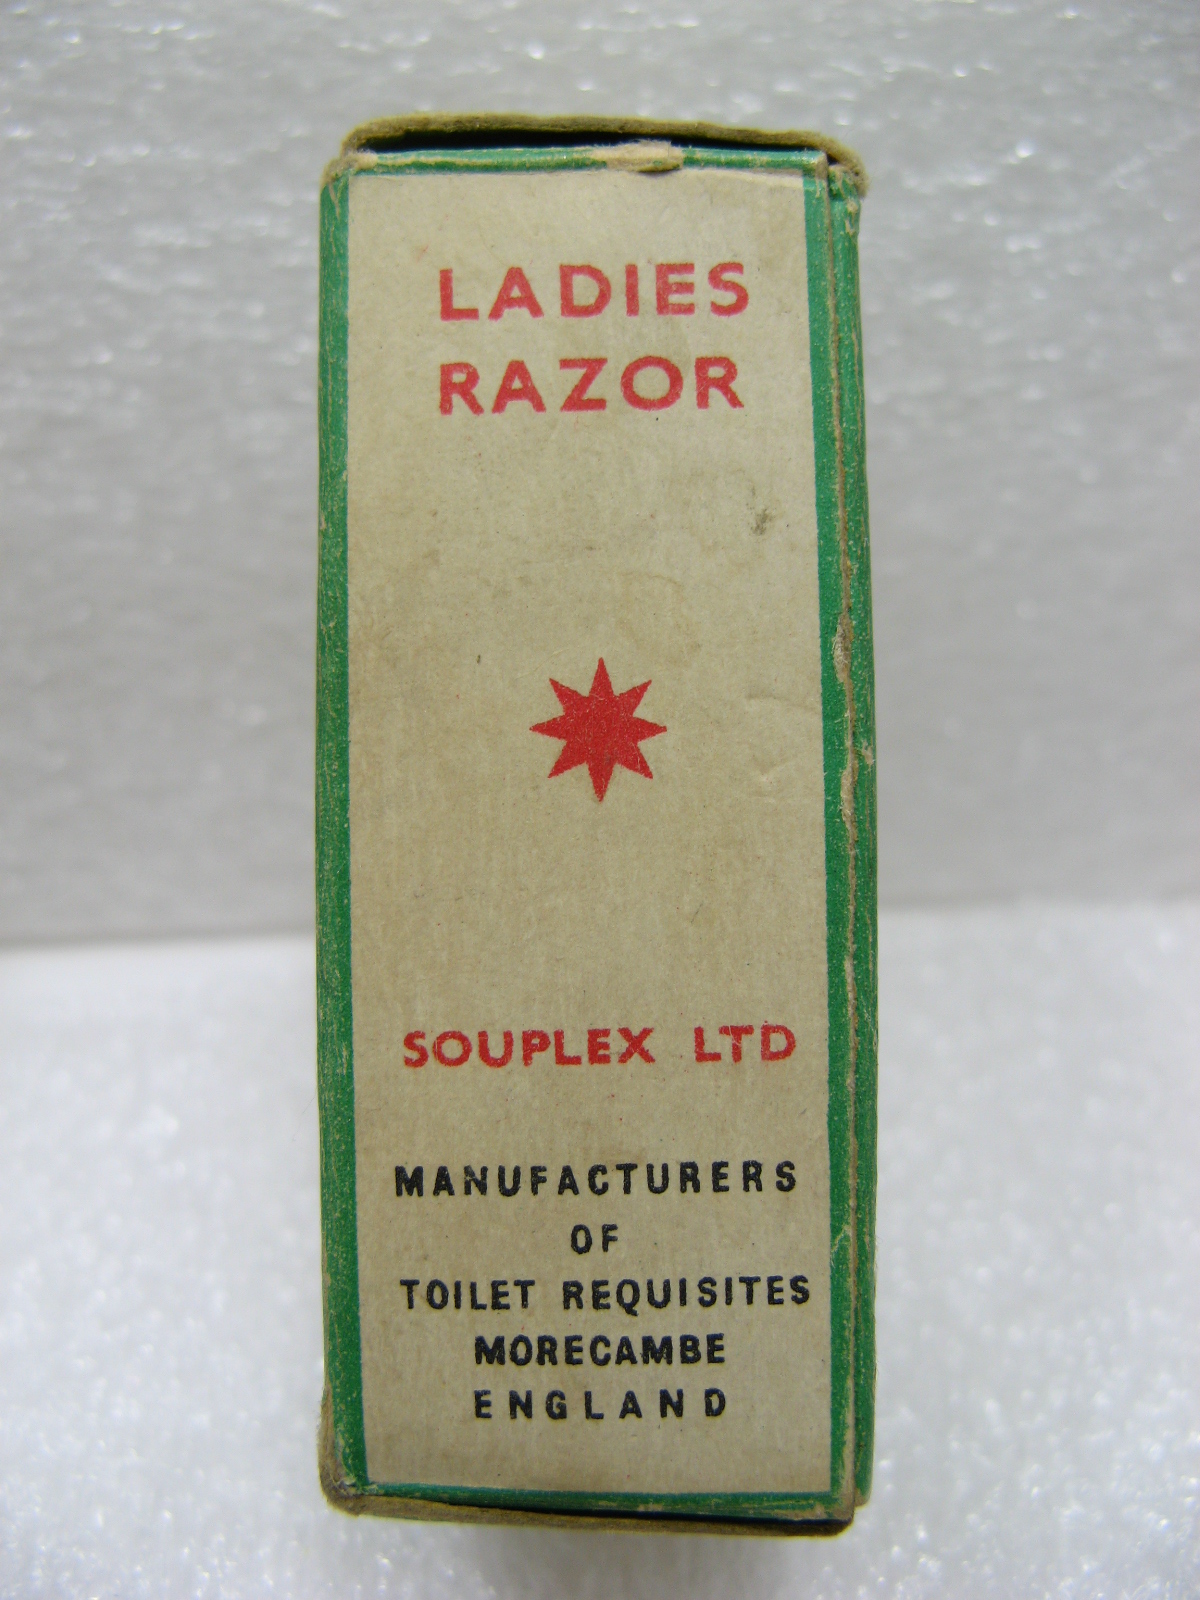 LADIES
RAZOR
SOUPLEX LTD
MANUFACTURERS
OF
TOILET REQUISITES
MORECAMBE
ENGLAND